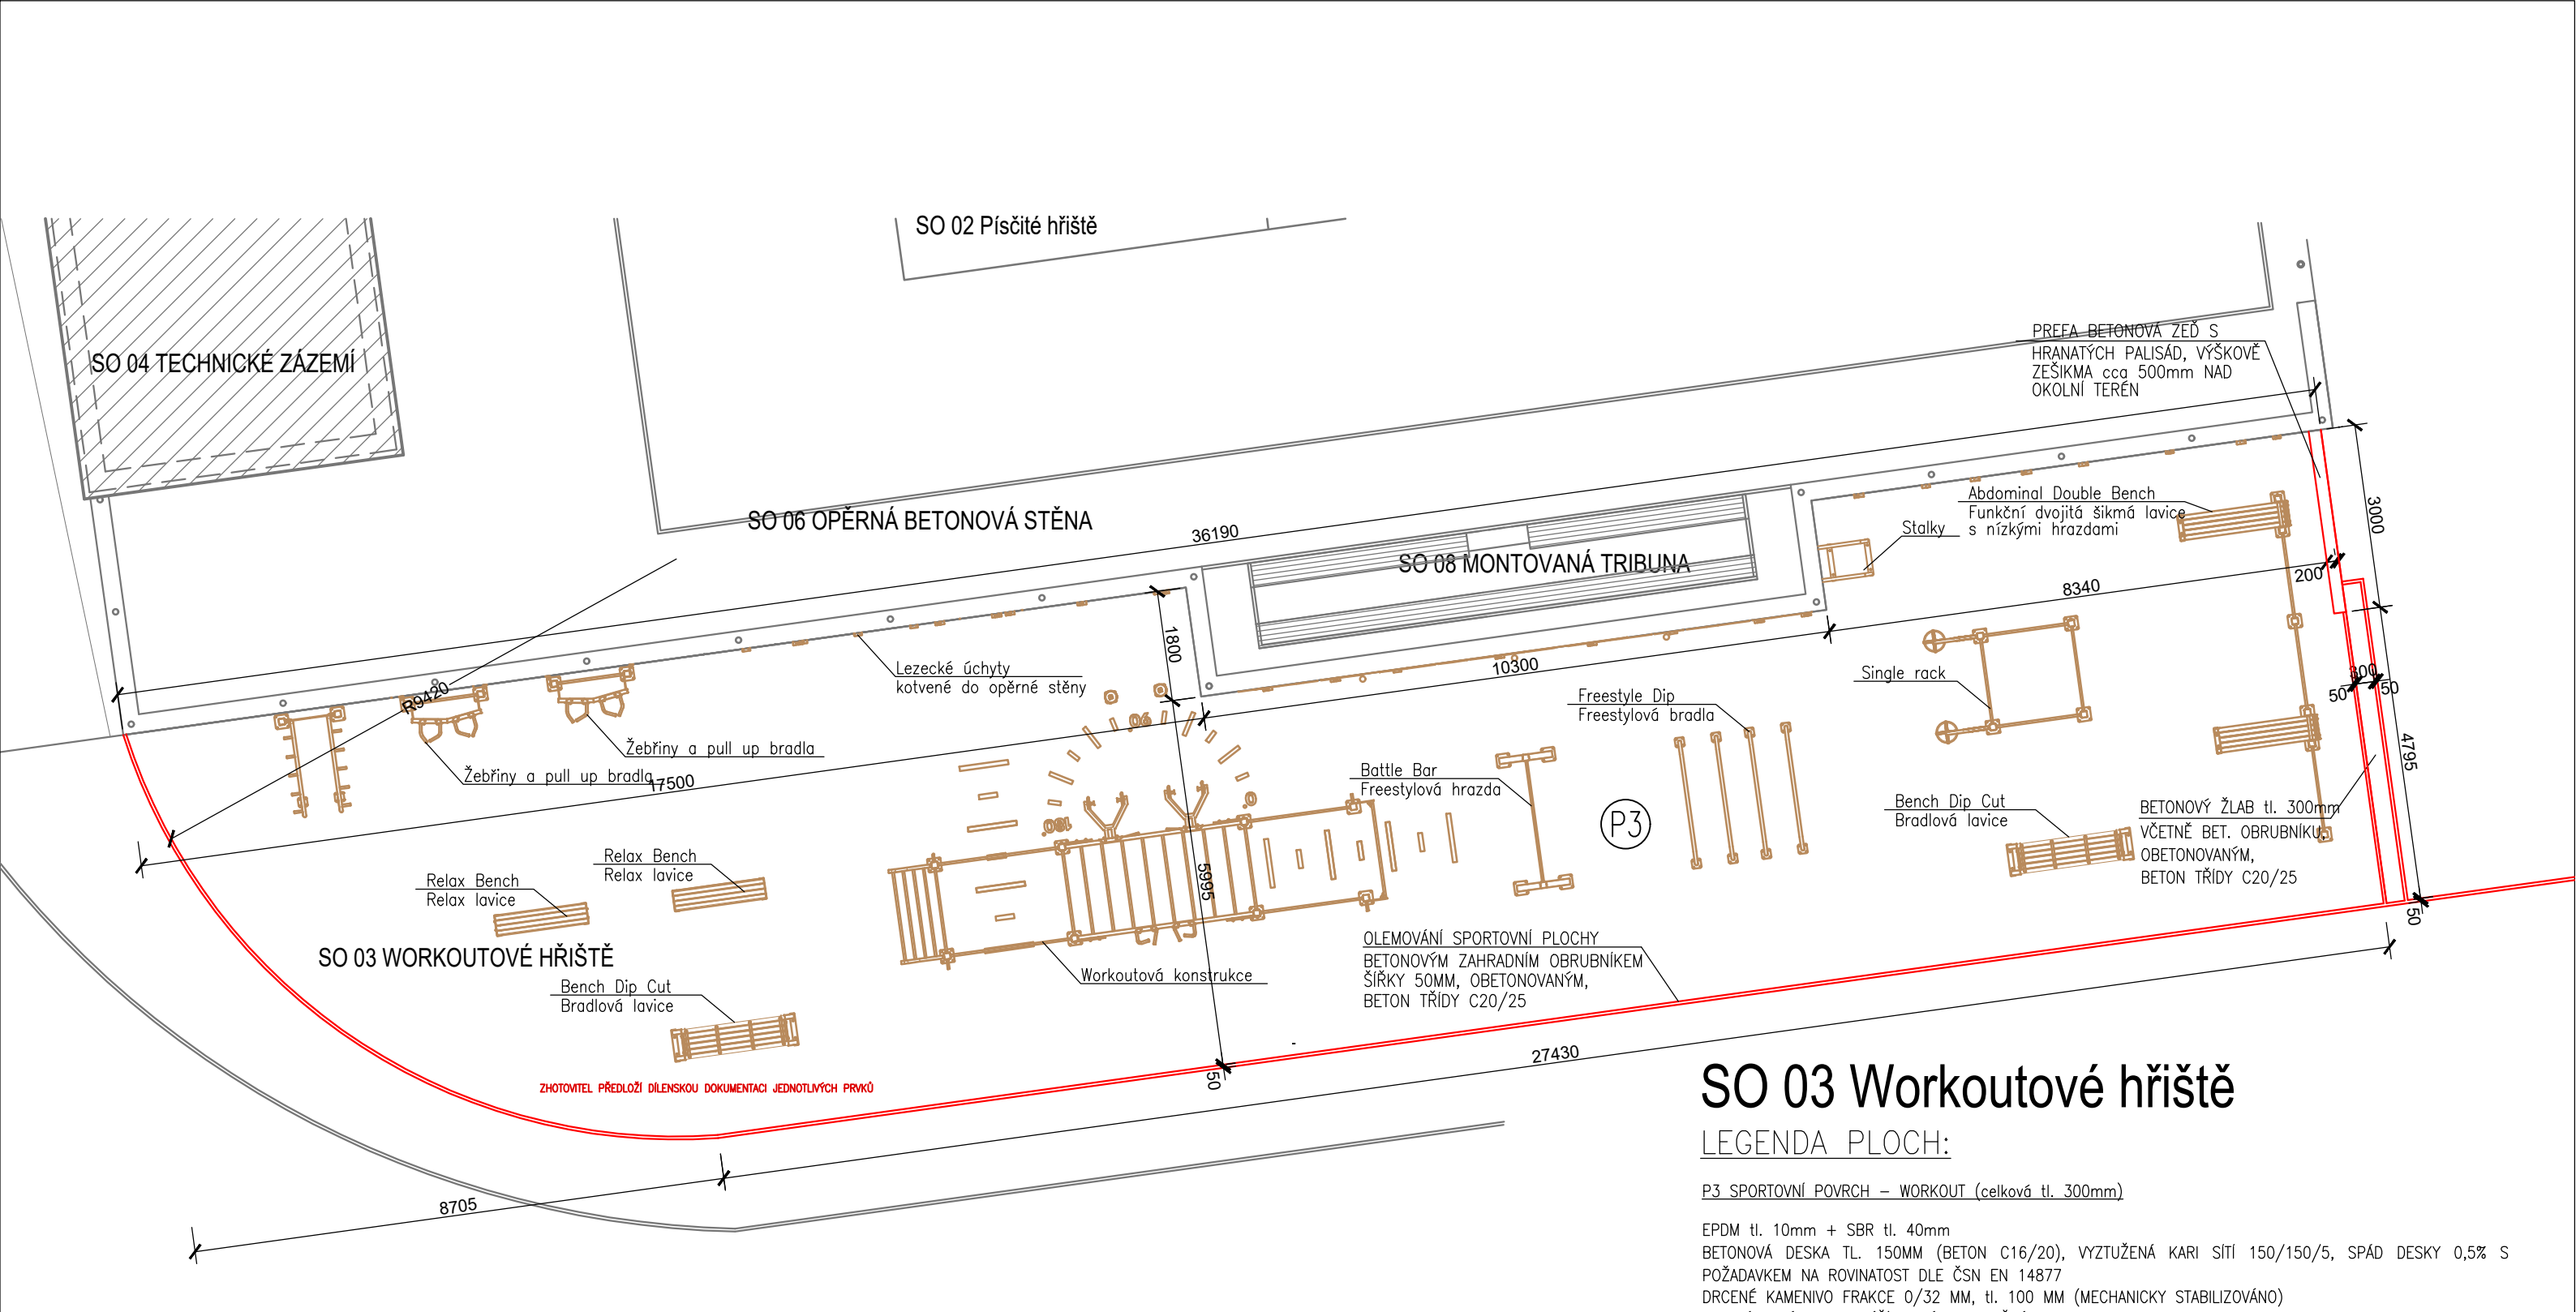 SO 02 Písčité hřiště
SO 04 TECHNICKÉ ZÁZEMÍ
PREFA BETONOVÁ ZEĎ S
HRANATÝCH PALISÁD, VÝŠKOVĚ
ZEŠIKMA cca 500mm NAD
OKOLNÍ TERÉN
SO 06 OPĚRNÁ BETONOVÁ STĚNA
36190
SO 08 MONTOVANÁ TRIBUNA
Abdominal Double Bench
Funkční dvojitá šikmá lavice
s nízkými hrazdami
Stalky
3000
200
8340
1800
10300
Lezecké úchyty
kotvené do opěrné stěny
R9420
Single rack
300
50
50
Freestyle Dip
Freestylová bradla
Žebřiny a pull up bradla
Žebřiny a pull up bradla
17500
90°
0°
180°
Battle Bar
Freestylová hrazda
P3
4795
Bench Dip Cut
Bradlová lavice
BETONOVÝ ŽLAB tl. 300mm
VČETNĚ BET. OBRUBNÍKU,
OBETONOVANÝM,
BETON TŘÍDY C20/25
Relax Bench
Relax lavice
Relax Bench
Relax lavice
5995
50
SO 03 WORKOUTOVÉ HŘIŠTĚ
Workoutová konstrukce
OLEMOVÁNÍ SPORTOVNÍ PLOCHY
BETONOVÝM ZAHRADNÍM OBRUBNÍKEM
ŠÍŘKY 50MM, OBETONOVANÝM,
BETON TŘÍDY C20/25
Bench Dip Cut
Bradlová lavice
27430
50
ZHOTOVITEL PŘEDLOŽÍ DÍLENSKOU DOKUMENTACI JEDNOTLIVÝCH PRVKŮ
8705
SO 03 Workoutové hřiště
LEGENDA PLOCH:
P3 SPORTOVNÍ POVRCH – WORKOUT (celková tl. 300mm)
EPDM tl. 10mm + SBR tl. 40mm
BETONOVÁ DESKA TL. 150MM (BETON C16/20), VYZTUŽENÁ KARI SÍTÍ 150/150/5, SPÁD DESKY 0,5% S
POŽADAVKEM NA ROVINATOST DLE ČSN EN 14877
DRCENÉ KAMENIVO FRAKCE 0/32 MM, tl. 100 MM (MECHANICKY STABILIZOVÁNO)